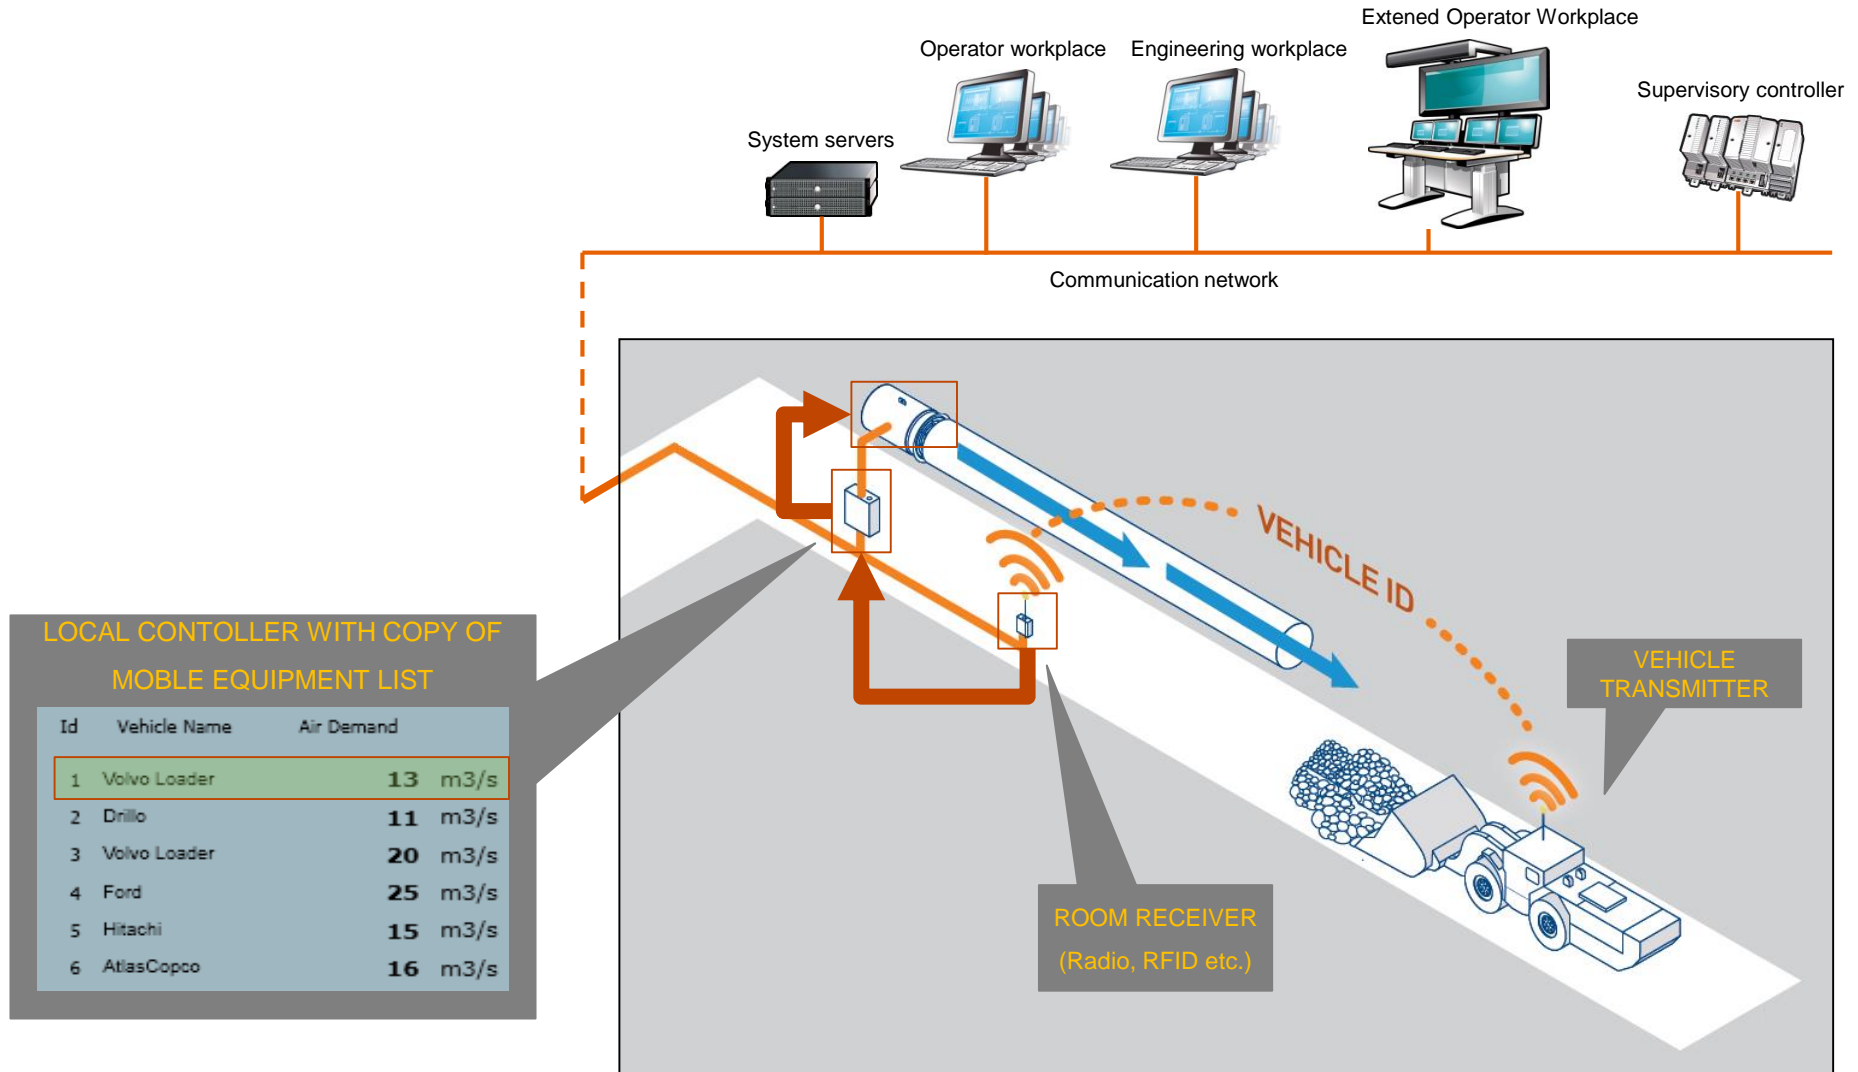 Extened Operator Workplace
Operator workplace
Engineering workplace
Supervisory controller
System servers
Communication network
VEHICLE ID
LOCAL CONTOLLER WITH COPY OF
MOBLE EQUIPMENT LIST
Id Vehicle Name Air Demand
1 Volvo Loader 13 m3/s
2 Drillo 11 m3/s
3 Volvo Loader 20 m3/s
4 Ford 25 m3/s
5 Hitachi 15 m3/s
6 AtlasCopco 16 m3/s
VEHICLE
TRANSMITTER
ROOM RECEIVER
(Radio, RFID etc.)